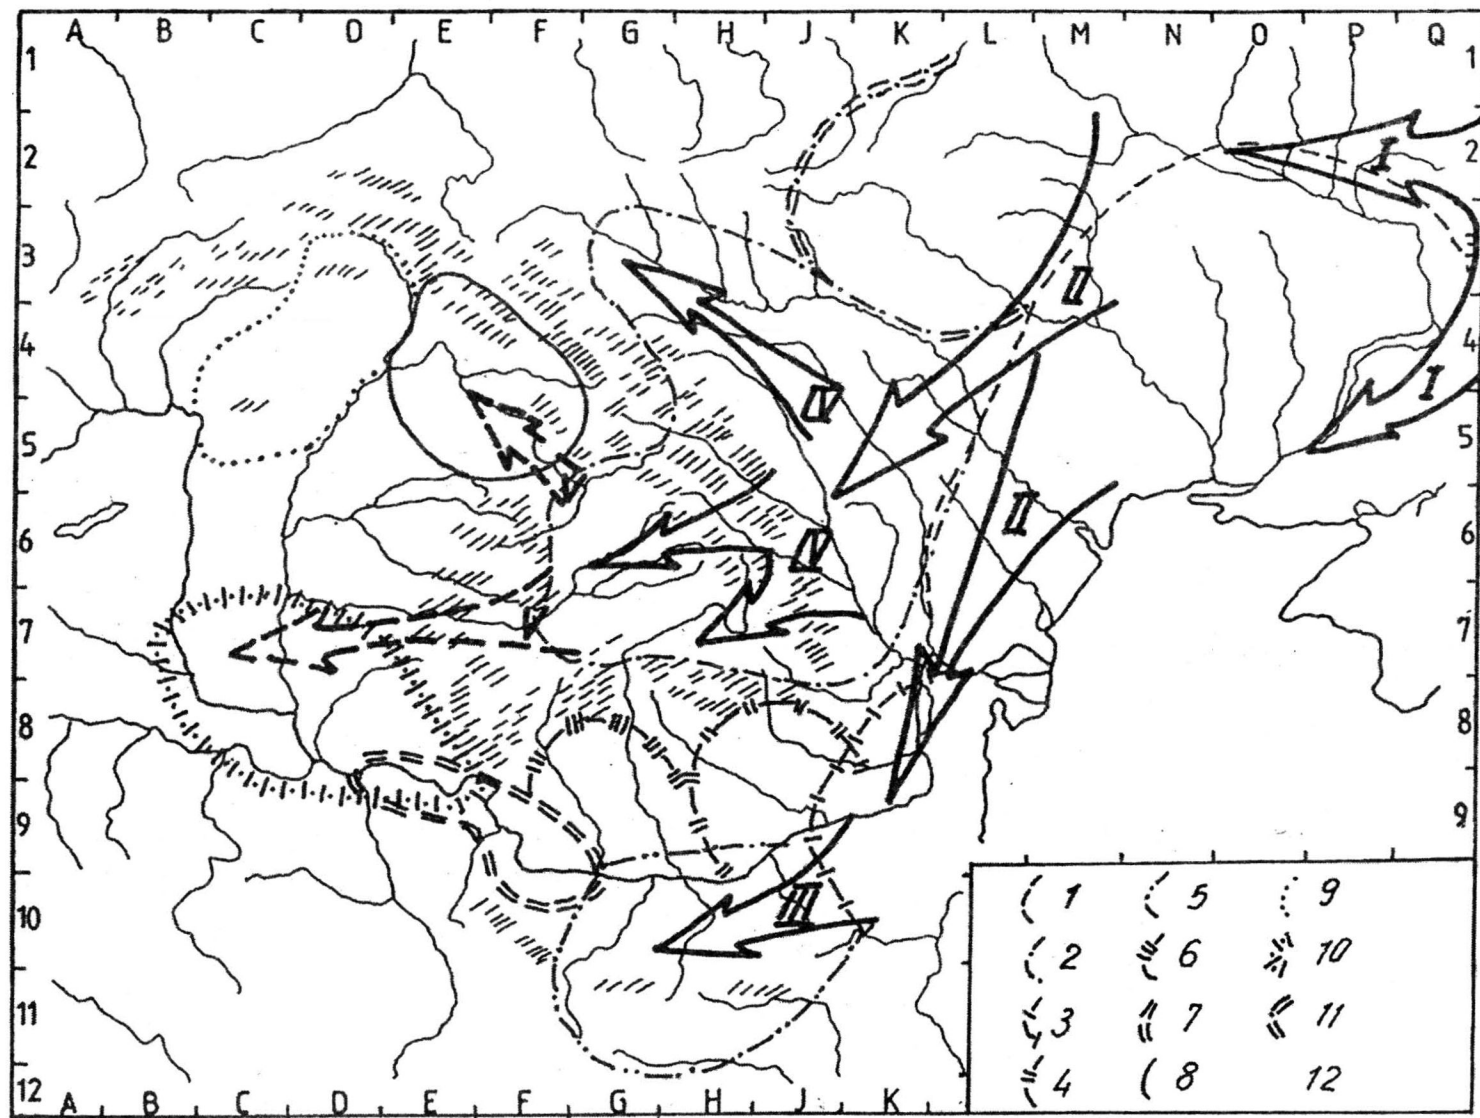 A B C D E F G H J K L M N O P Q
1 1
2 I 2
3 II 3
4 I 4
IV
5 5
V
II
6 IV 6
7 V 7
8 8
9 9
10 III
11
12
A B C D E F G H J K
1 5 9
2 6 10
3 7 11
4 8 12